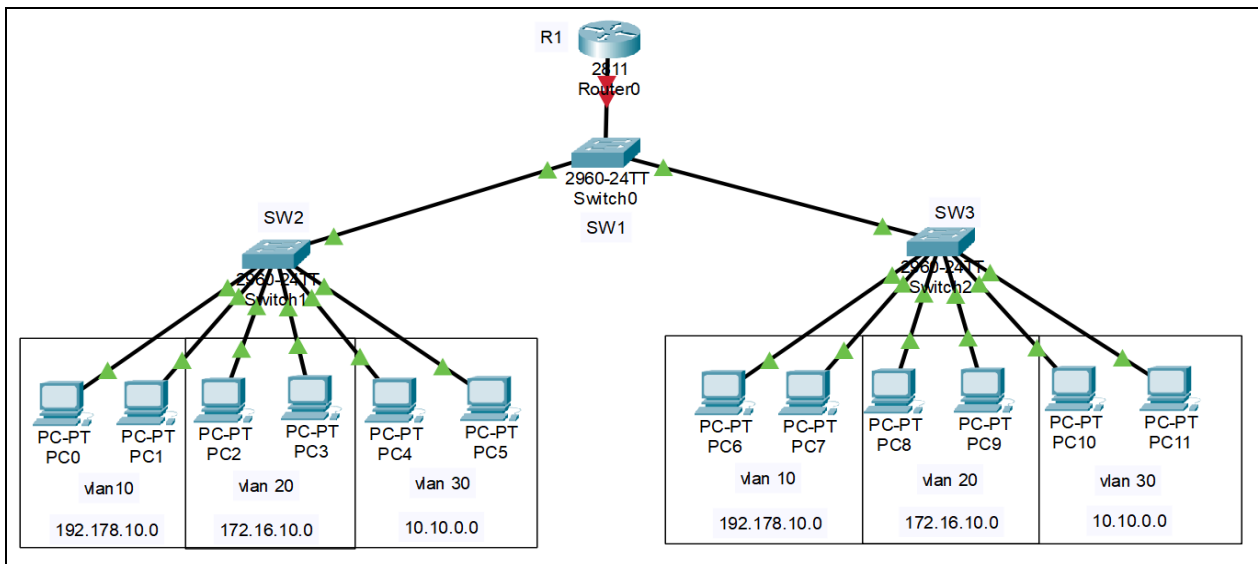 R1
2811
Router0
2960-24TT
Switch0
SW1
SW2
2960-24TT
Switch1
SW3
2960-24TT
Switch2
PC-PT
PC0
PC-PT
PC1
PC-PT
PC2
PC-PT
PC3
PC-PT
PC4
PC-PT
PC5
vlan10
vlan 20
vlan 30
192.178.10.0
172.16.10.0
10.10.0.0
PC-PT
PC6
PC-PT
PC7
PC-PT
PC8
PC-PT
PC9
PC-PT
PC10
PC-PT
PC11
vlan 10
vlan 20
vlan 30
192.178.10.0
172.16.10.0
10.10.0.0